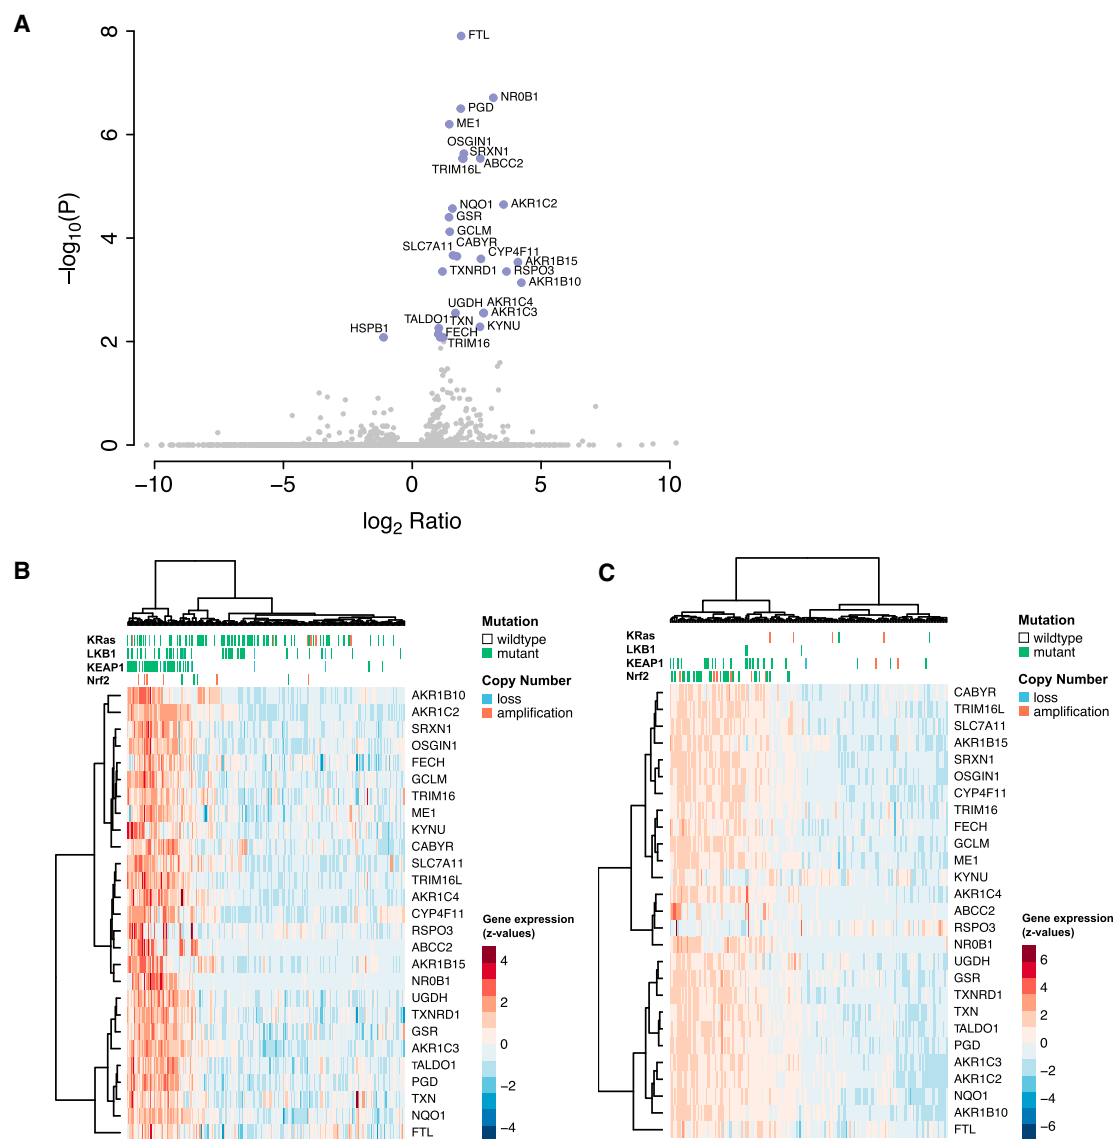 A
8
6
4
2
0
−log10(P)
FTL
NR0B1
PGD
ME1
OSGIN1
SRXN1
TRIM16L
ABCC2
NQO1
AKR1C2
GSR
GCLM
SLC7A11
CABYR
CYP4F11
AKR1B15
TXNRD1
RSPO3
AKR1B10
UGDH
AKR1C4
AKR1C3
TALDO1
TXN
KYNU
HSPB1
FECH
TRIM16
−10
−5
0
5
10
log2 Ratio
B
KRas
LKB1
KEAP1
Nrf2
Mutation
wildtype
mutant
Copy Number
loss
amplification
AKR1B10
AKR1C2
SRXN1
OSGIN1
FECH
GCLM
TRIM16
ME1
KYNU
CABYR
SLC7A11
TRIM16L
AKR1C4
CYP4F11
RSPO3
ABCC2
AKR1B15
NR0B1
UGDH
TXNRD1
GSR
AKR1C3
TALDO1
PGD
TXN
NQO1
FTL
Gene expression
(z-values)
4
2
0
−2
−4
C
KRas
LKB1
KEAP1
Nrf2
Mutation
wildtype
mutant
Copy Number
loss
amplification
CABYR
TRIM16L
SLC7A11
AKR1B15
SRXN1
OSGIN1
CYP4F11
TRIM16
FECH
GCLM
ME1
KYNU
AKR1C4
ABCC2
RSPO3
NR0B1
UGDH
GSR
TXNRD1
TXN
TALDO1
PGD
AKR1C3
AKR1C2
NQO1
AKR1B10
FTL
Gene expression
(z-values)
6
4
2
0
−2
−4
−6